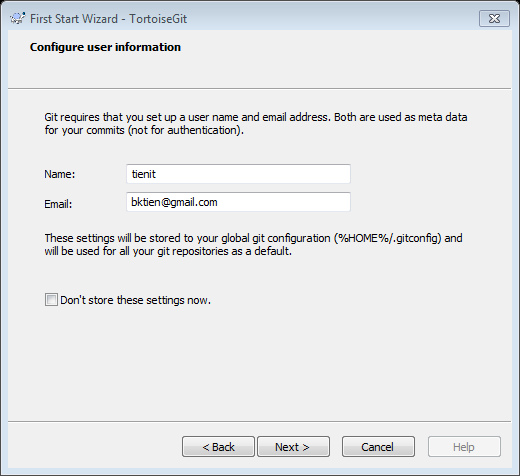 First Start Wizard - TortoiseGit
Configure user information
Git requires that you set up a user name and email address. Both are used as meta data
for your commits (not for authentication).
Name: tienit
Email: bktien@gmail.com
These settings will be stored to your global git configuration (%HOME%/.gitconfig) and
will be used for all your git repositories as a default.
Don't store these settings now.
< Back Next > Cancel Help